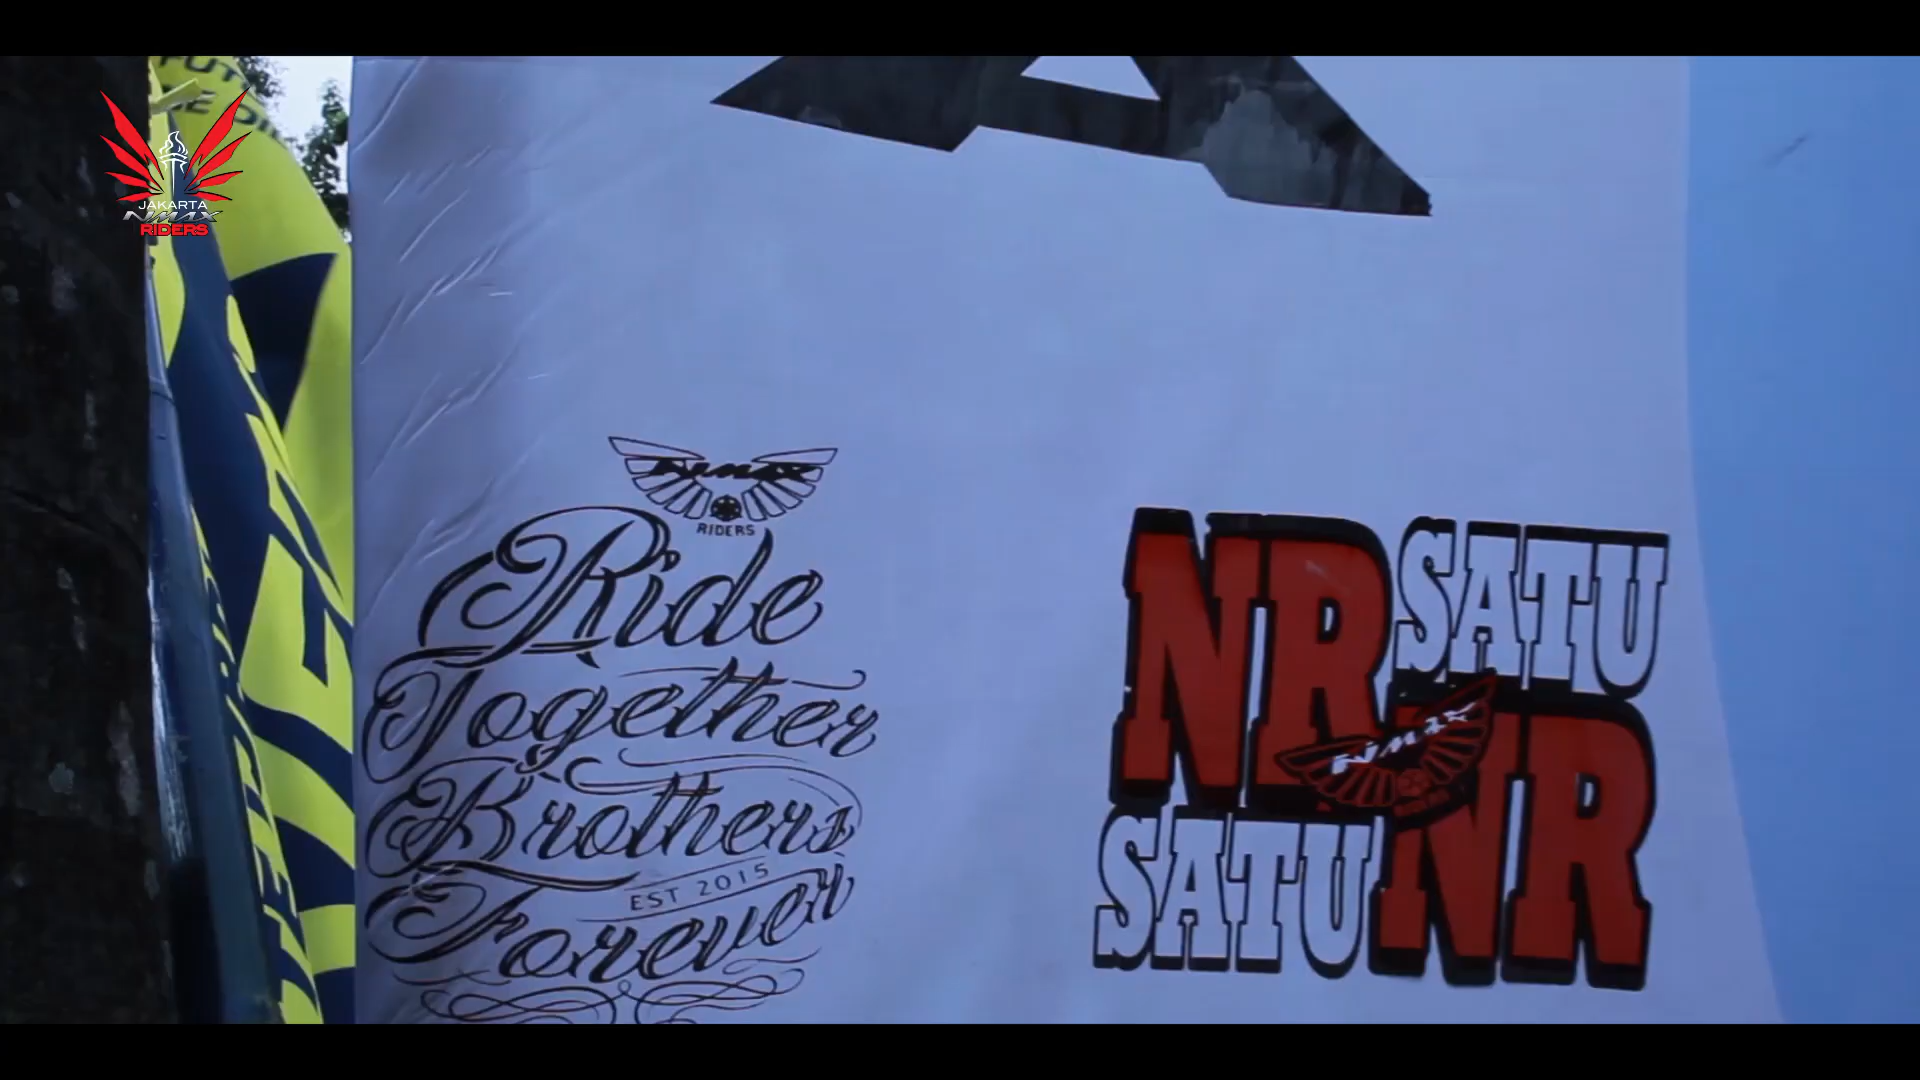 JAKARTA
NMAX
RIDERS
NMAX
RIDERS
Ride
Together
Brothers
EST 2015
Forever
NR SATU
NMAX
SATU NR